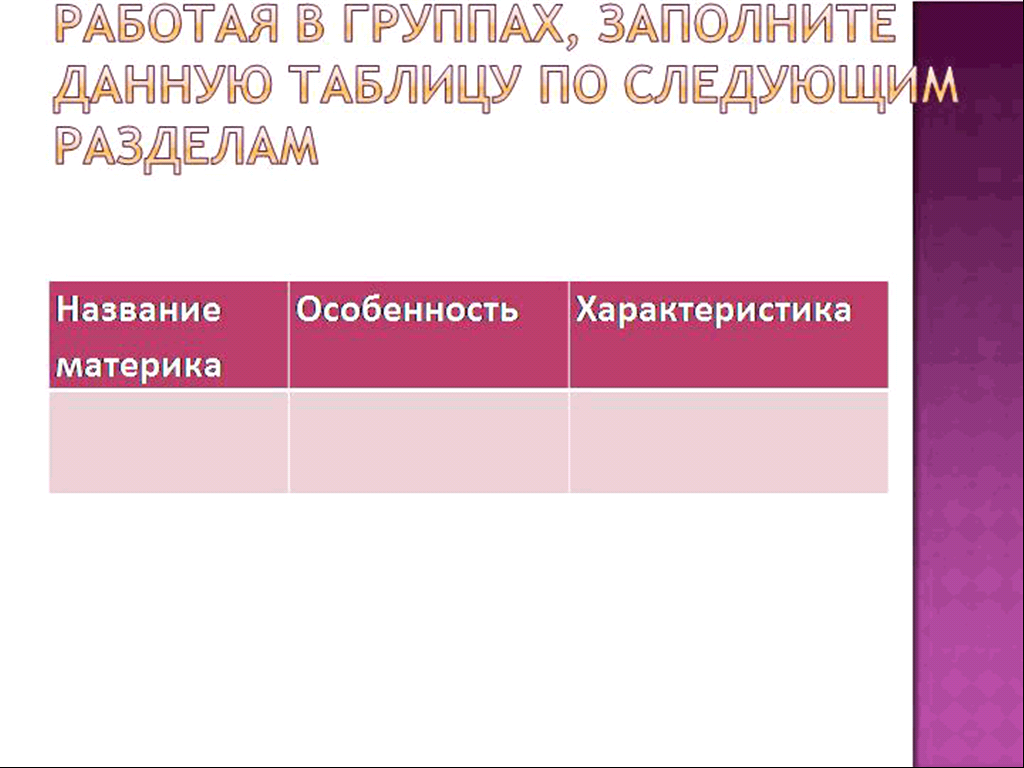 РАБОТАЯ В ГРУППАХ, ЗАПОЛНИТЕ
ДАННУЮ ТАБЛИЦУ ПО СЛЕДУЮЩИМ
РАЗДЕЛАМ
Название
материка
Особенность
Характеристика